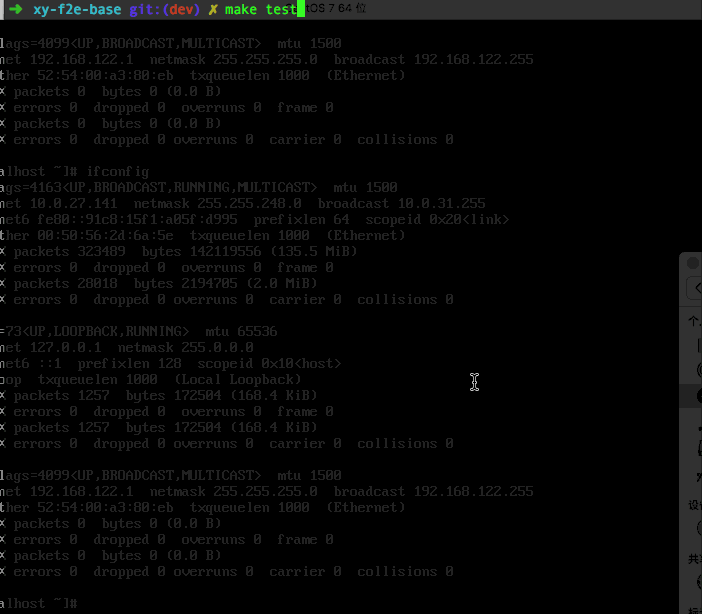 ➜ xy-f2e-base git:(dev) ✗ make test
OS 7 64 位
lags=4099<UP,BROADCAST,MULTICAST> mtu 1500
net 192.168.122.1 netmask 255.255.255.0 broadcast 192.168.122.255
ther 52:54:00:a3:80:eb txqueuelen 1000 (Ethernet)
X packets 0 bytes 0 (0.0 B)
X errors 0 dropped 0 overruns 0 frame 0
X packets 0 bytes 0 (0.0 B)
X errors 0 dropped 0 overruns 0 carrier 0 collisions 0
alhost ~]# ifconfig
ags=4163<UP,BROADCAST,RUNNING,MULTICAST> mtu 1500
net 10.0.27.141 netmask 255.255.248.0 broadcast 10.0.31.255
net6 fe80::91c8:15f1:a05f:d995 prefixlen 64 scopeid 0x20<link>
ther 00:50:56:2d:6a:5e txqueuelen 1000 (Ethernet)
X packets 323489 bytes 142119556 (135.5 MiB)
X errors 0 dropped 0 overruns 0 frame 0
X packets 28018 bytes 2194705 (2.0 MiB)
X errors 0 dropped 0 overruns 0 carrier 0 collisions 0
=73<UP,LOOPBACK,RUNNING> mtu 65536
net 127.0.0.1 netmask 255.0.0.0
net6 ::1 prefixlen 128 scopeid 0x10<host>
oop txqueuelen 1000 (Local Loopback)
X packets 1257 bytes 172504 (168.4 KiB)
X errors 0 dropped 0 overruns 0 frame 0
X packets 1257 bytes 172504 (168.4 KiB)
X errors 0 dropped 0 overruns 0 carrier 0 collisions 0
lags=4099<UP,BROADCAST,MULTICAST> mtu 1500
net 192.168.122.1 netmask 255.255.255.0 broadcast 192.168.122.255
ther 52:54:00:a3:80:eb txqueuelen 1000 (Ethernet)
X packets 0 bytes 0 (0.0 B)
X errors 0 dropped 0 overruns 0 frame 0
X packets 0 bytes 0 (0.0 B)
X errors 0 dropped 0 overruns 0 carrier 0 collisions 0
alhost ~]#
个
设
共